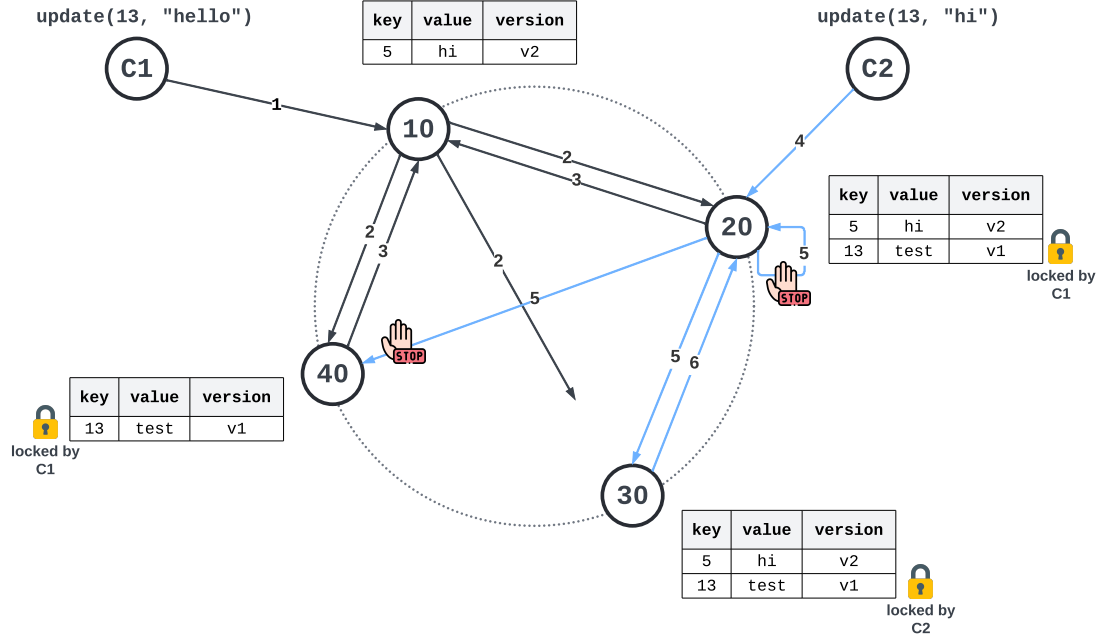 update(13, "hello")
update(13, "hi")
key value version
5 hi v2
C1
C2
1
10
4
2
3
2
3
2
20
key value version
5 hi v2
13 test v1
locked by
C1
5
STOP
5
STOP
40
5
6
key value version
13 test v1
locked by
C1
30
key value version
5 hi v2
13 test v1
locked by
C2